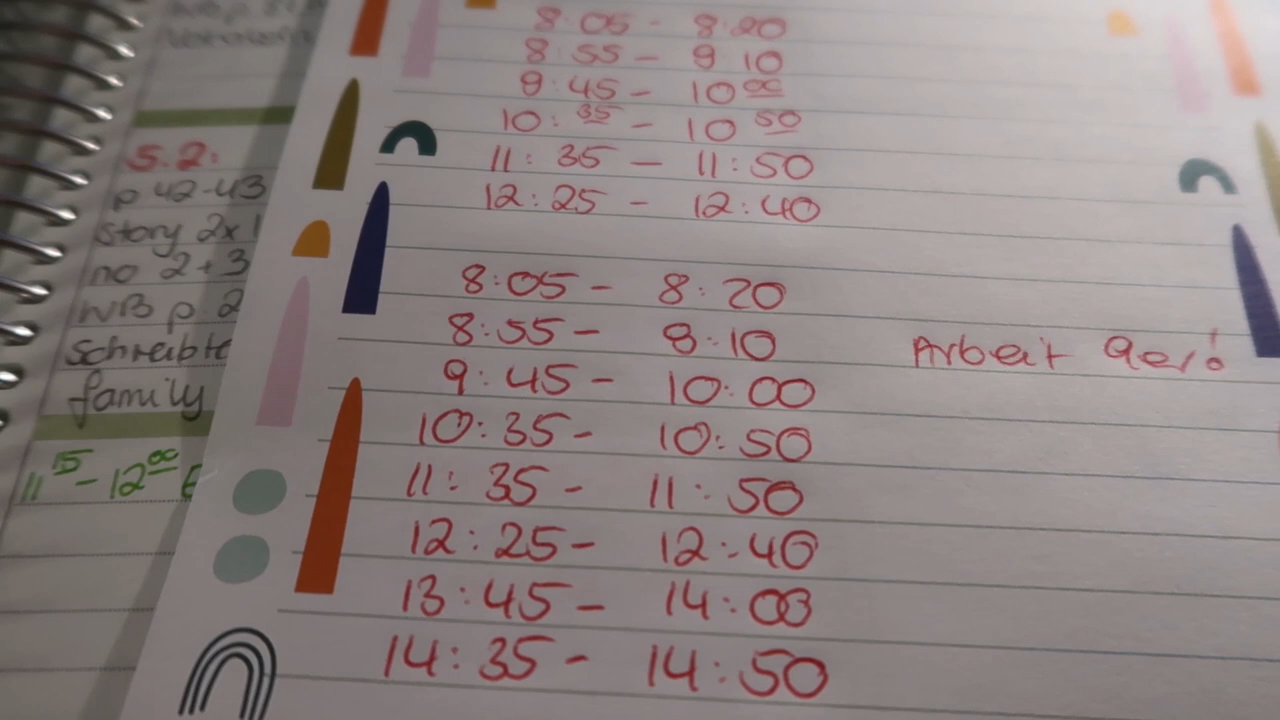 S.2:
p 42-43
story 2x
no 2+3
WB p. 2
Schreibt
family
11 15 - 12 00
8:05 - 8:20
8 55 - 9 10
9:45 - 10 00
10: 35 - 10 50
11: 35 - 11:50
12:25 - 12:40
8:05 - 8:20
8:55 - 8:10 Arbeit 9er!
9:45 - 10:00
10:35 - 10:50
11:35 - 11:50
12:25 - 12:40
13:45 - 14:00
14:35 - 14:50